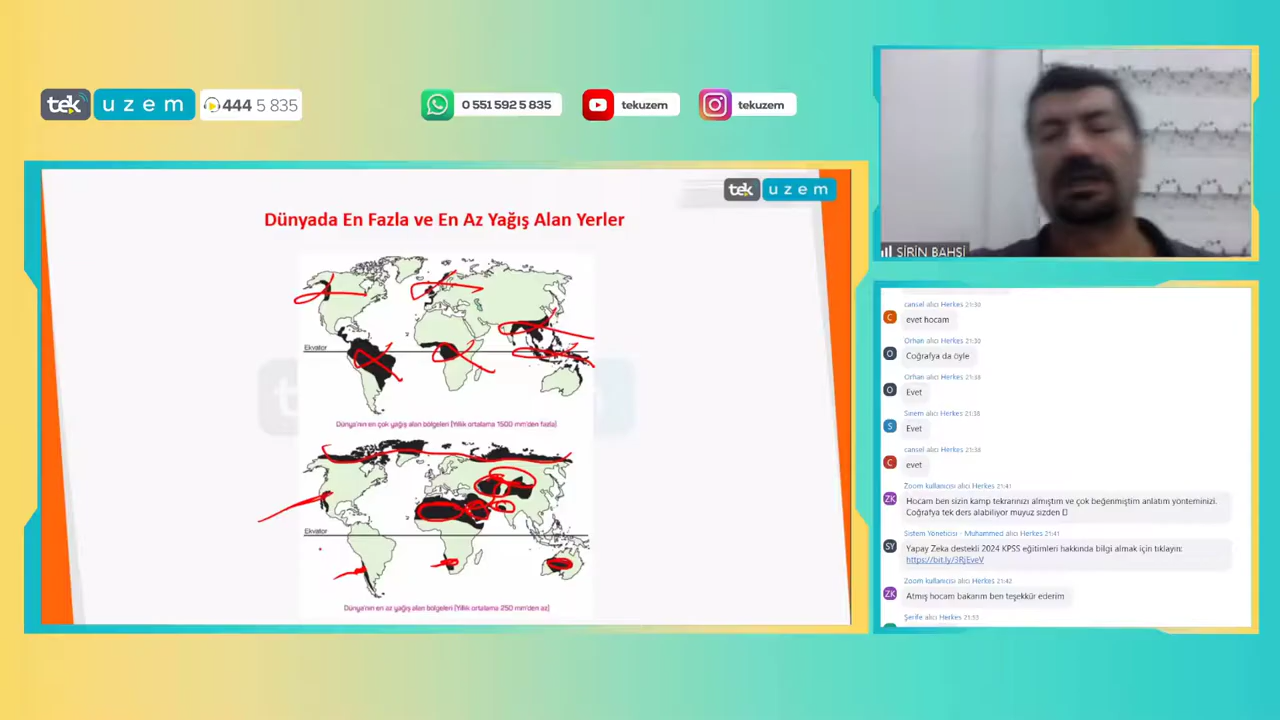 tek
uzem
444 5 835
0 551 592 5 835
tekuzem
tekuzem
tek uzem
Dünyada En Fazla ve En Az Yağış Alan Yerler
Ekvator
Dünya'nın en çok yağış alan bölgeleri (Yıllık ortalama 1500 mm'den fazla)
Ekvator
Dünya'nın en az yağış alan bölgeleri (Yıllık ortalama 250 mm'den az)
ŞİRİN BAHŞİ
cansel alıcı Herkes 21:30
C
evet hocam
Orhan alıcı Herkes 21:30
O
Coğrafya da öyle
Orhan alıcı Herkes 21:38
O
Evet
Sinem alıcı Herkes 21:38
S
Evet
cansel alıcı Herkes 21:38
C
evet
Zoom kullanıcısı alıcı Herkes 21:41
ZK
Hocam ben sizin kamp tekrarınızı almıştım ve çok beğenmiştim anlatım yönteminizi.
Coğrafya tek ders alabiliyor muyuz sizden
Sistem Yöneticisi - Muhammed alıcı Herkes 21:41
SY
Yapay Zeka destekli 2024 KPSS eğitimleri hakkında bilgi almak için tıklayın:
https://bit.ly/3RjEveV
Zoom kullanıcısı alıcı Herkes 21:42
ZK
Atmış hocam bakarım ben teşekkür ederim
Şerife alıcı Herkes 21:53